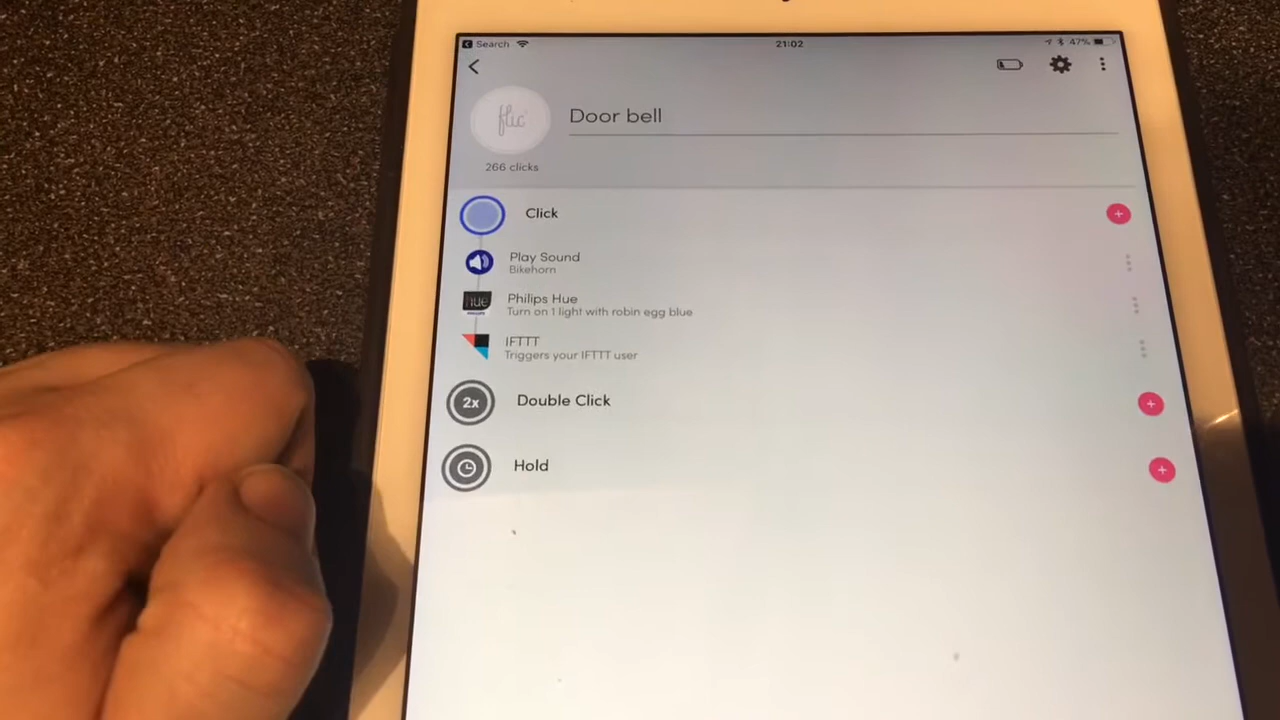 Search
21:02
47%
flic
Door bell
266 clicks
Click
Play Sound
Bikehorn
hue
Philips Hue
Turn on 1 light with robin egg blue
IFTTT
Triggers your IFTTT user
2x
Double Click
Hold